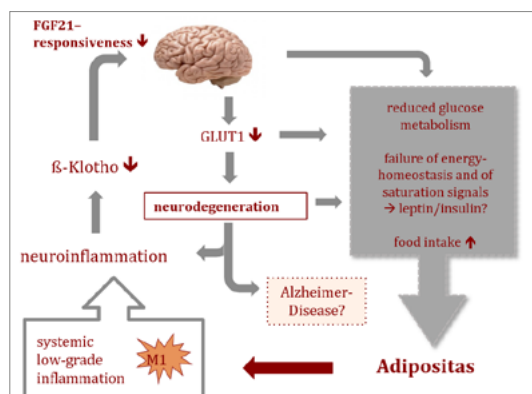 FGF21–
responsiveness
reduced glucose
metabolism
GLUT1
failure of energy-
homeostasis and of
saturation signals
→ leptin/insulin?
ß-Klotho
neurodegeneration
food intake
neuroinflammation
Alzheimer-
Disease?
systemic
low-grade
inflammation
M1
Adipositas